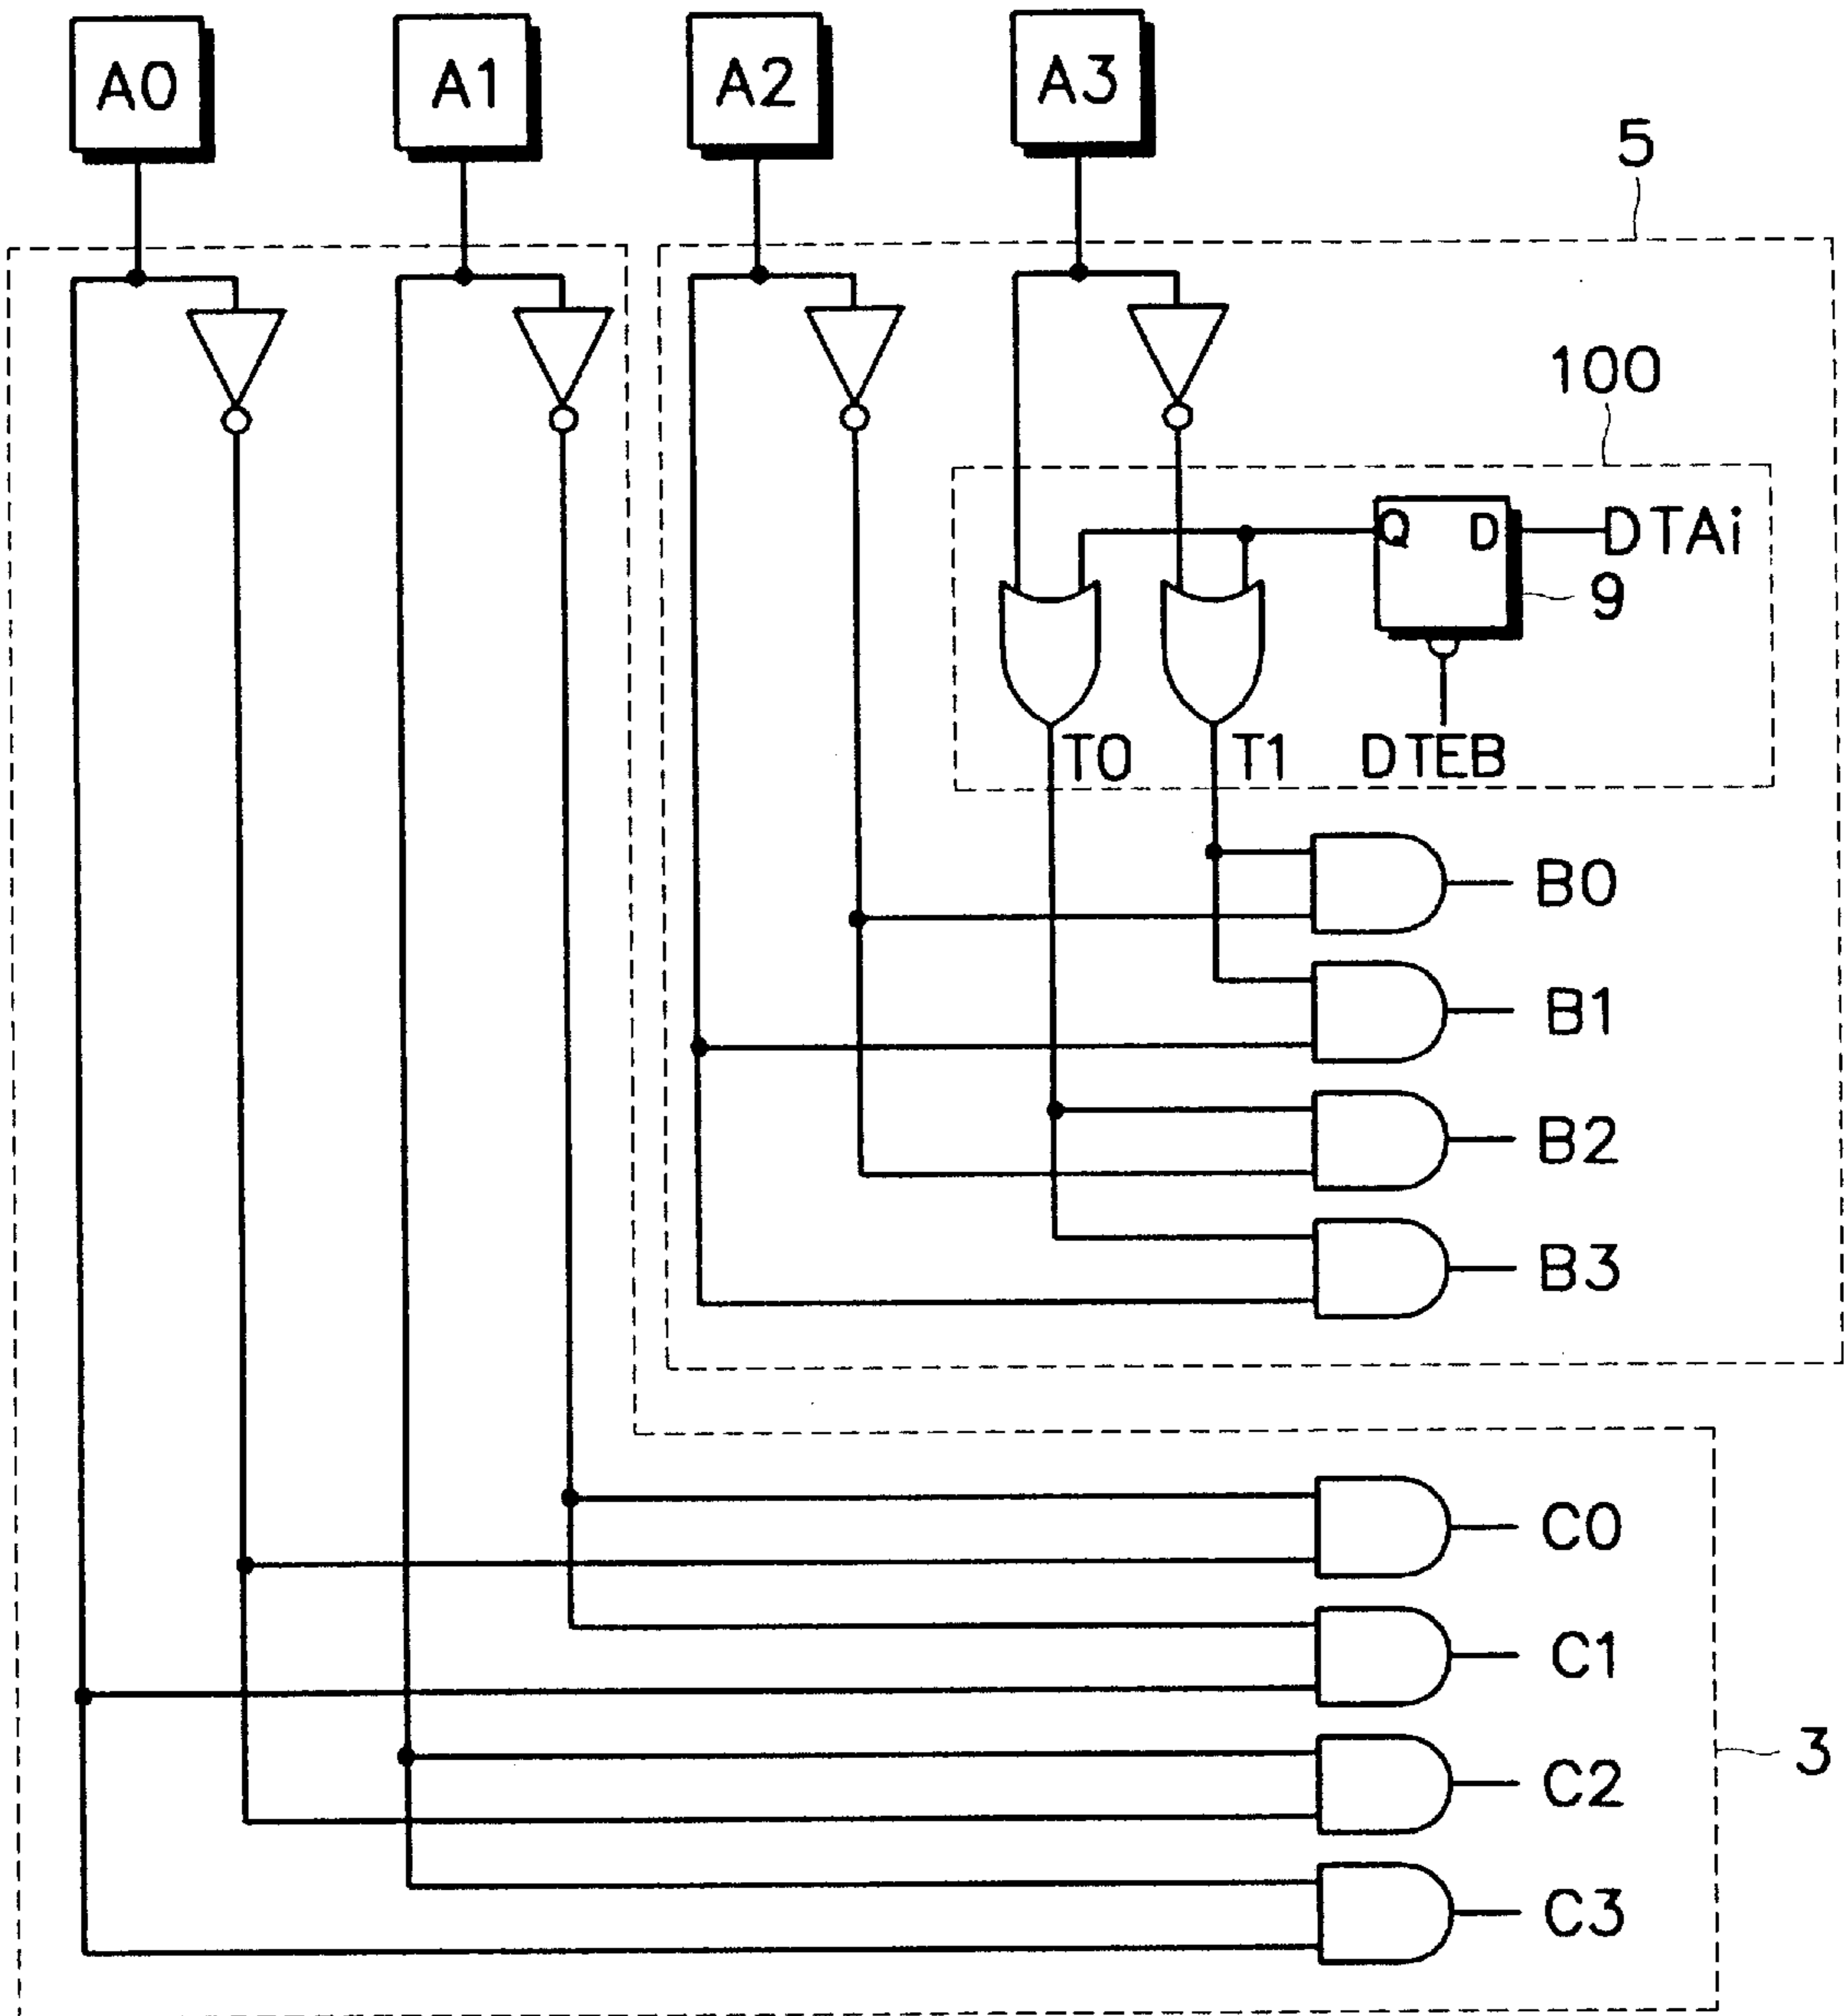 A0 A1 A2 A3
5
100
Q D DTAi
9
T0 T1 DTEB
B0
B1
B2
B3
C0
C1
C2
3
C3